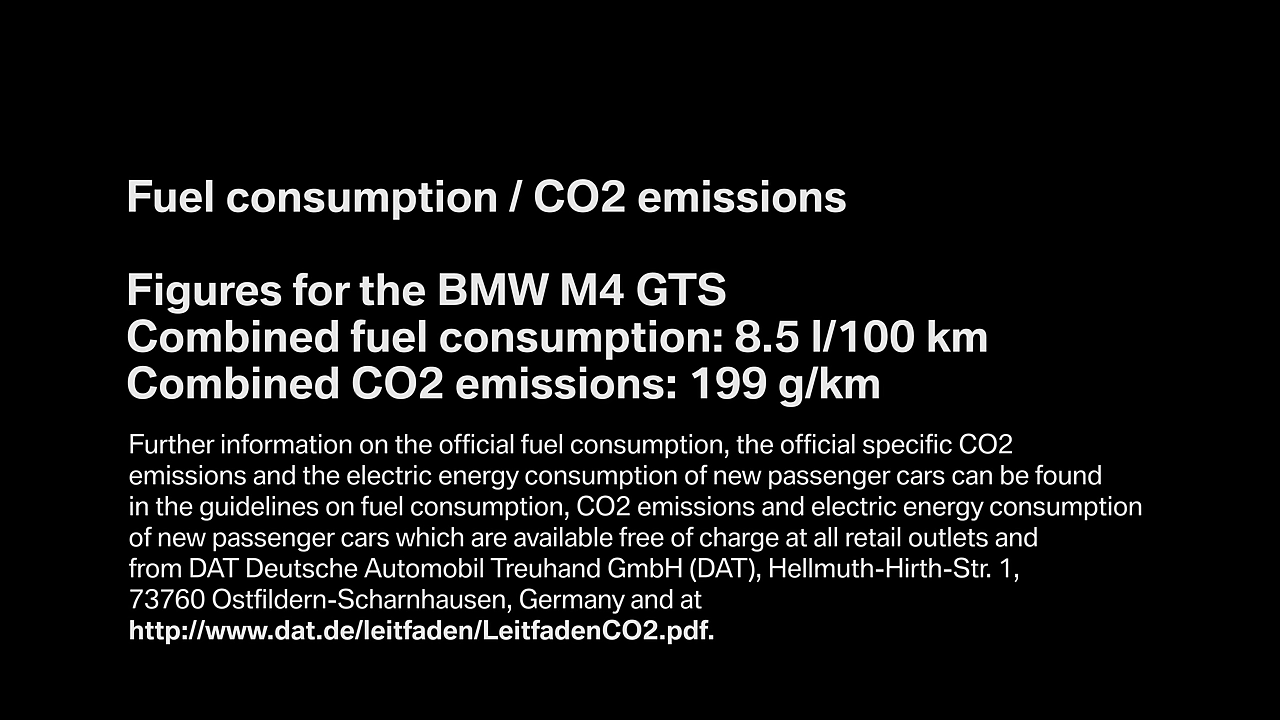 Fuel consumption / CO2 emissions
Figures for the BMW M4 GTS
Combined fuel consumption: 8.5 l/100 km
Combined CO2 emissions: 199 g/km
Further information on the official fuel consumption, the official specific CO2
emissions and the electric energy consumption of new passenger cars can be found
in the guidelines on fuel consumption, CO2 emissions and electric energy consumption
of new passenger cars which are available free of charge at all retail outlets and
from DAT Deutsche Automobil Treuhand GmbH (DAT), Hellmuth-Hirth-Str. 1,
73760 Ostfildern-Scharnhausen, Germany and at
http://www.dat.de/leitfaden/LeitfadenCO2.pdf.